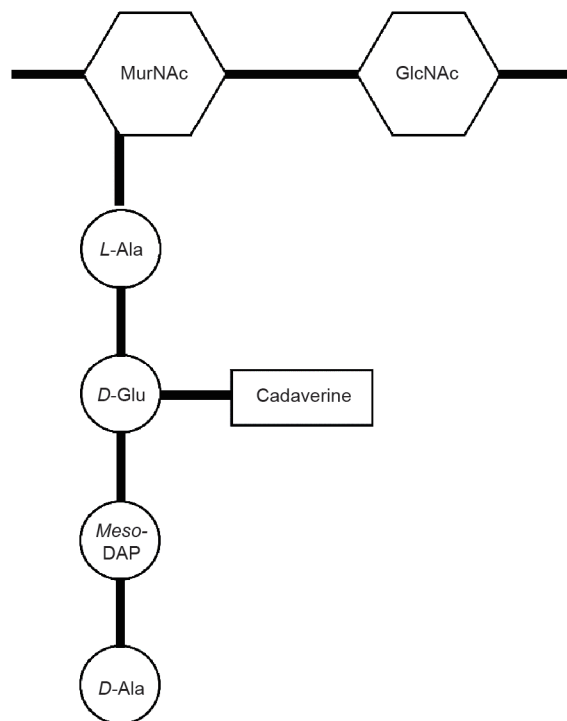 MurNAc
GlcNAc
L-Ala
D-Glu
Cadaverine
Meso-
DAP
D-Ala